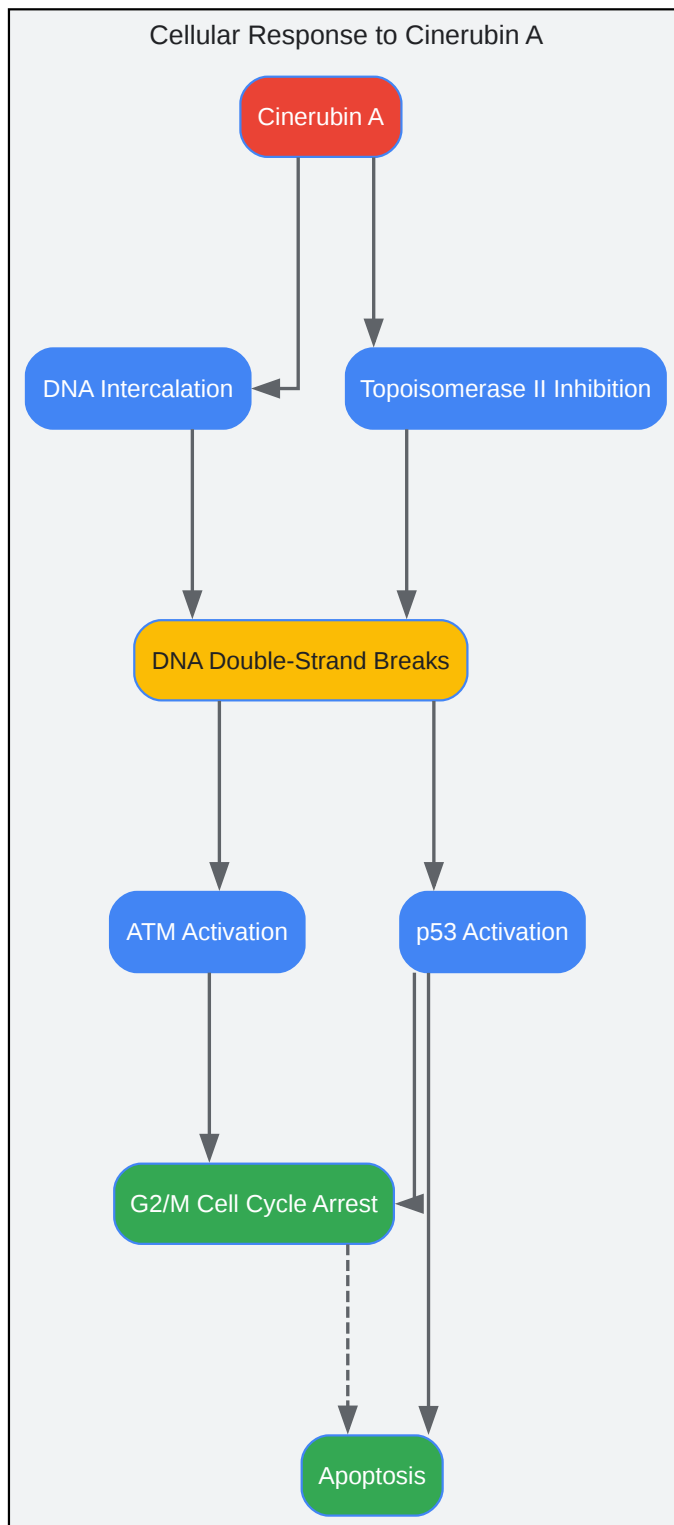 Cellular Response to Cinerubin A
Cinerubin A
DNA Intercalation
Topoisomerase II Inhibition
DNA Double-Strand Breaks
ATM Activation
p53 Activation
G2/M Cell Cycle Arrest
Apoptosis